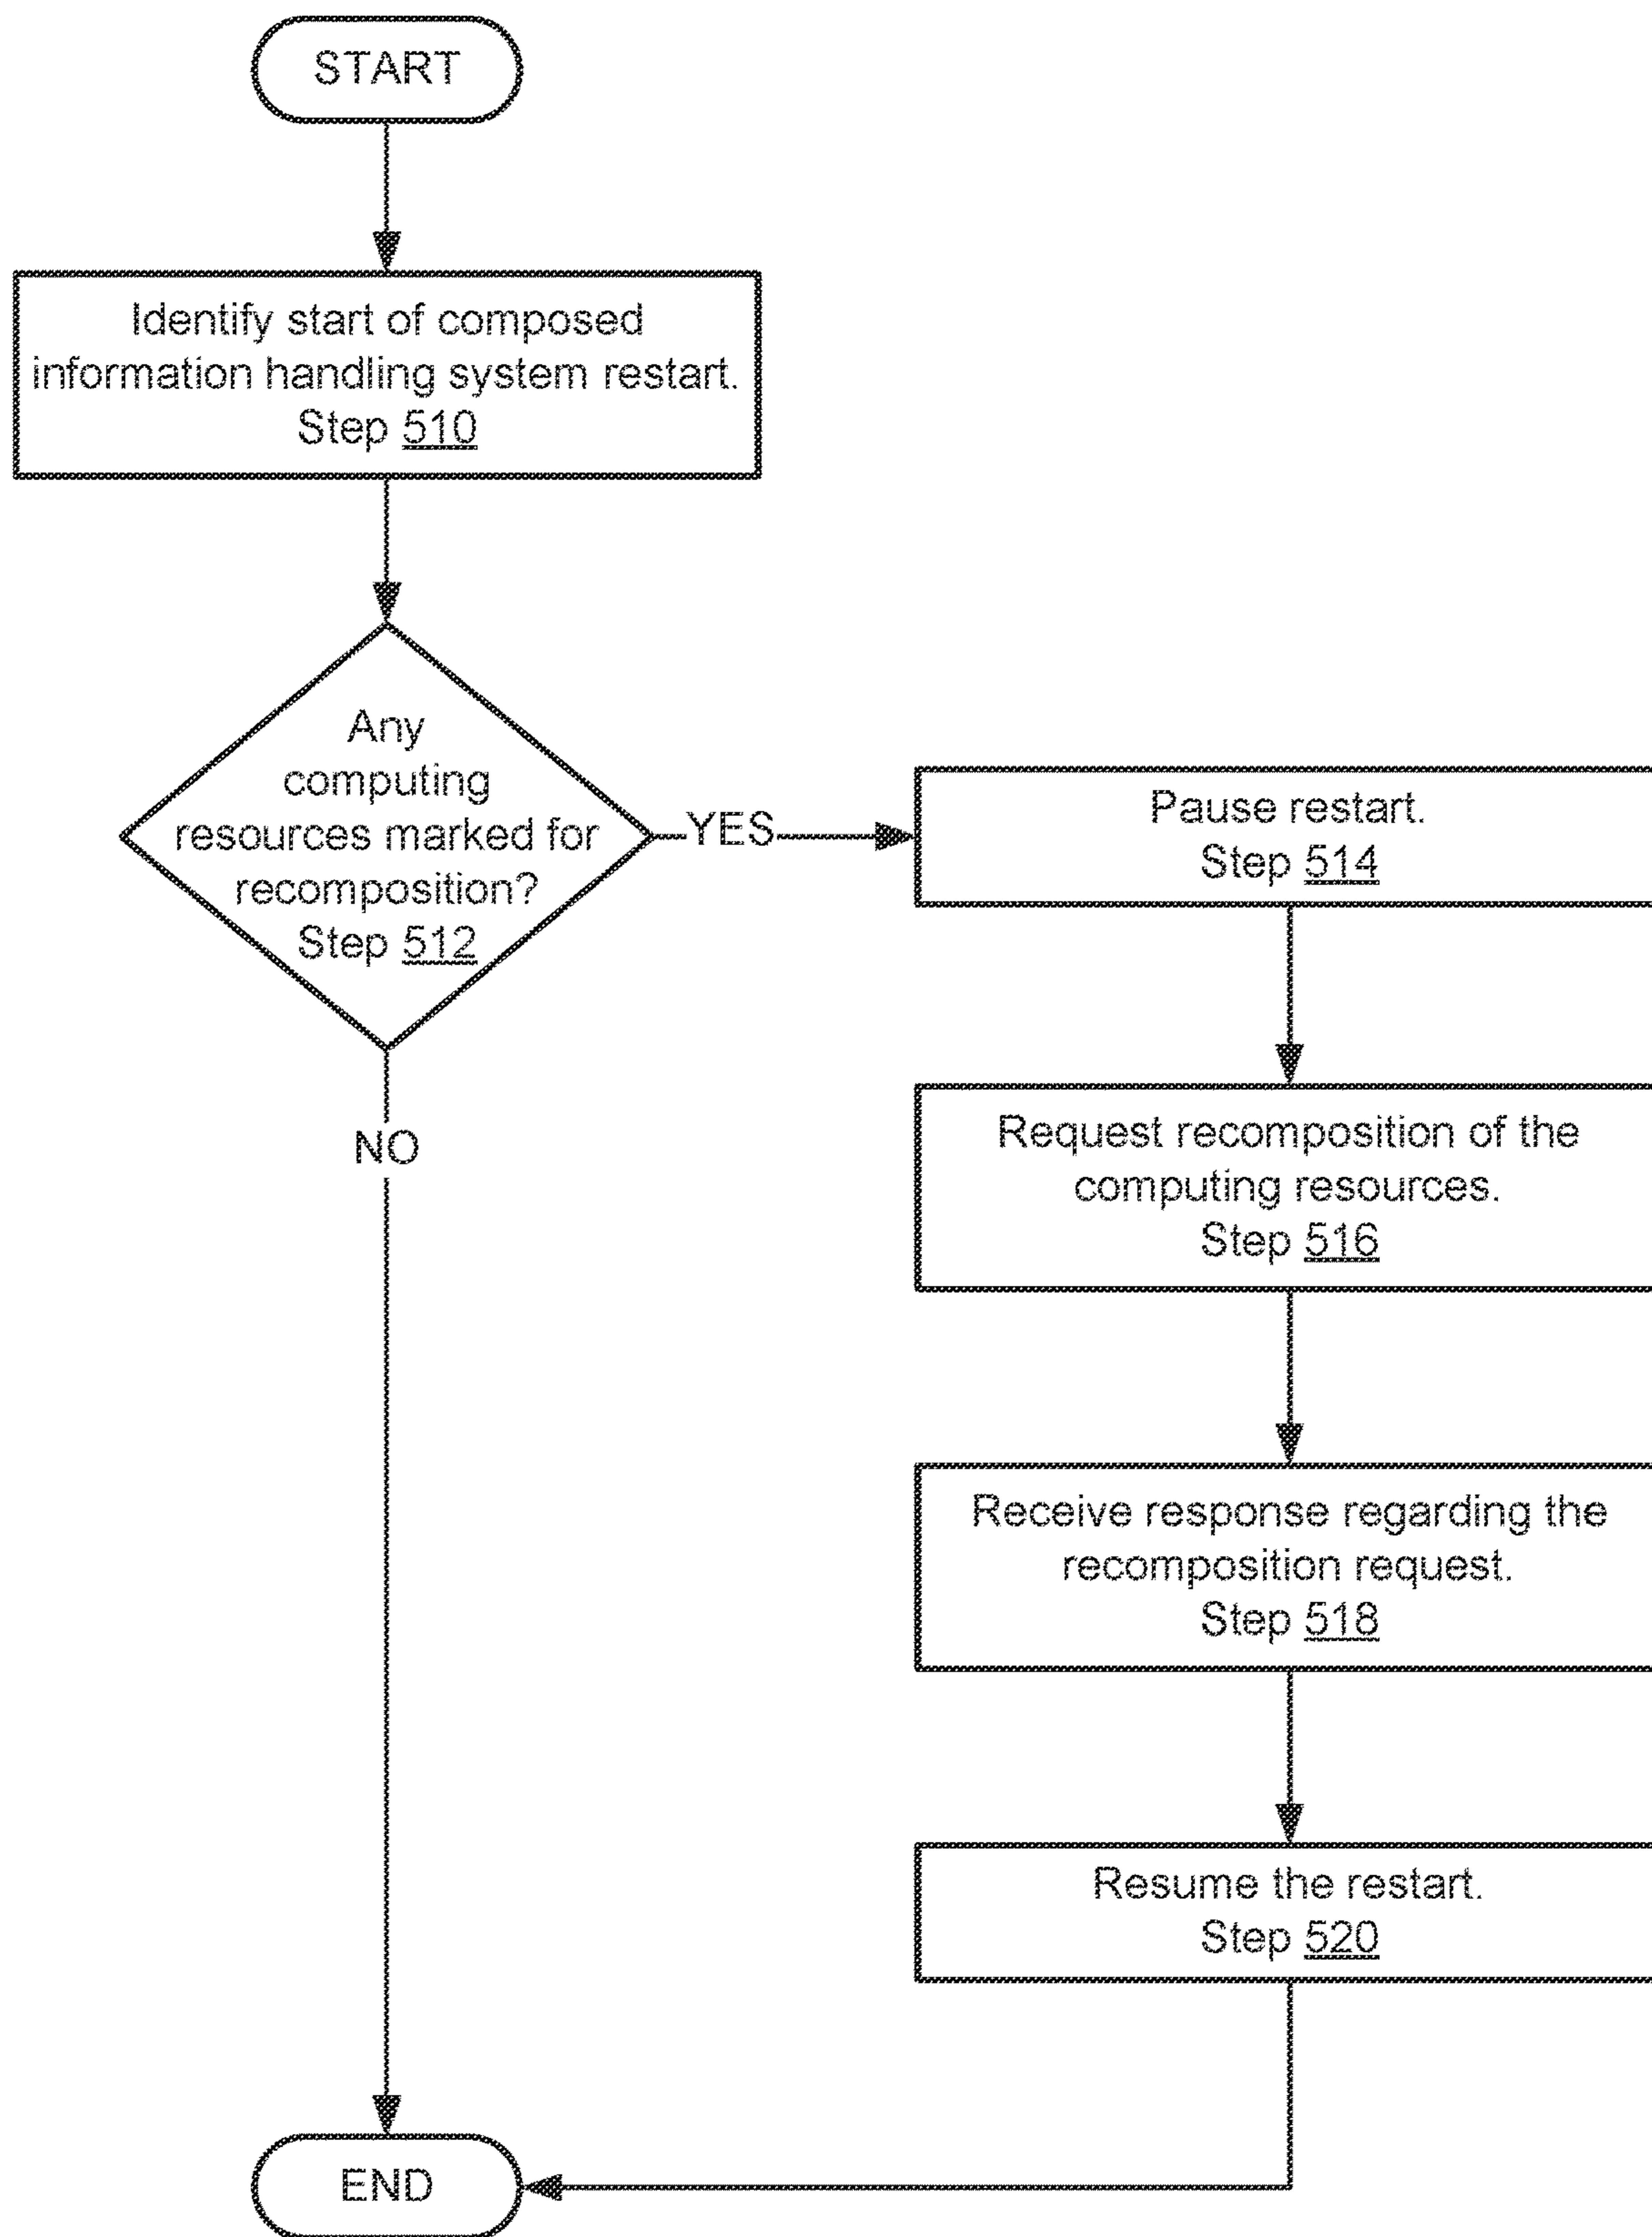 START
Identify start of composed
information handling system restart.
Step 510
Any
computing
resources marked for
recomposition?
Step 512
YES
NO
Pause restart.
Step 514
Request recomposition of the
computing resources.
Step 516
Receive response regarding the
recomposition request.
Step 518
Resume the restart.
Step 520
END